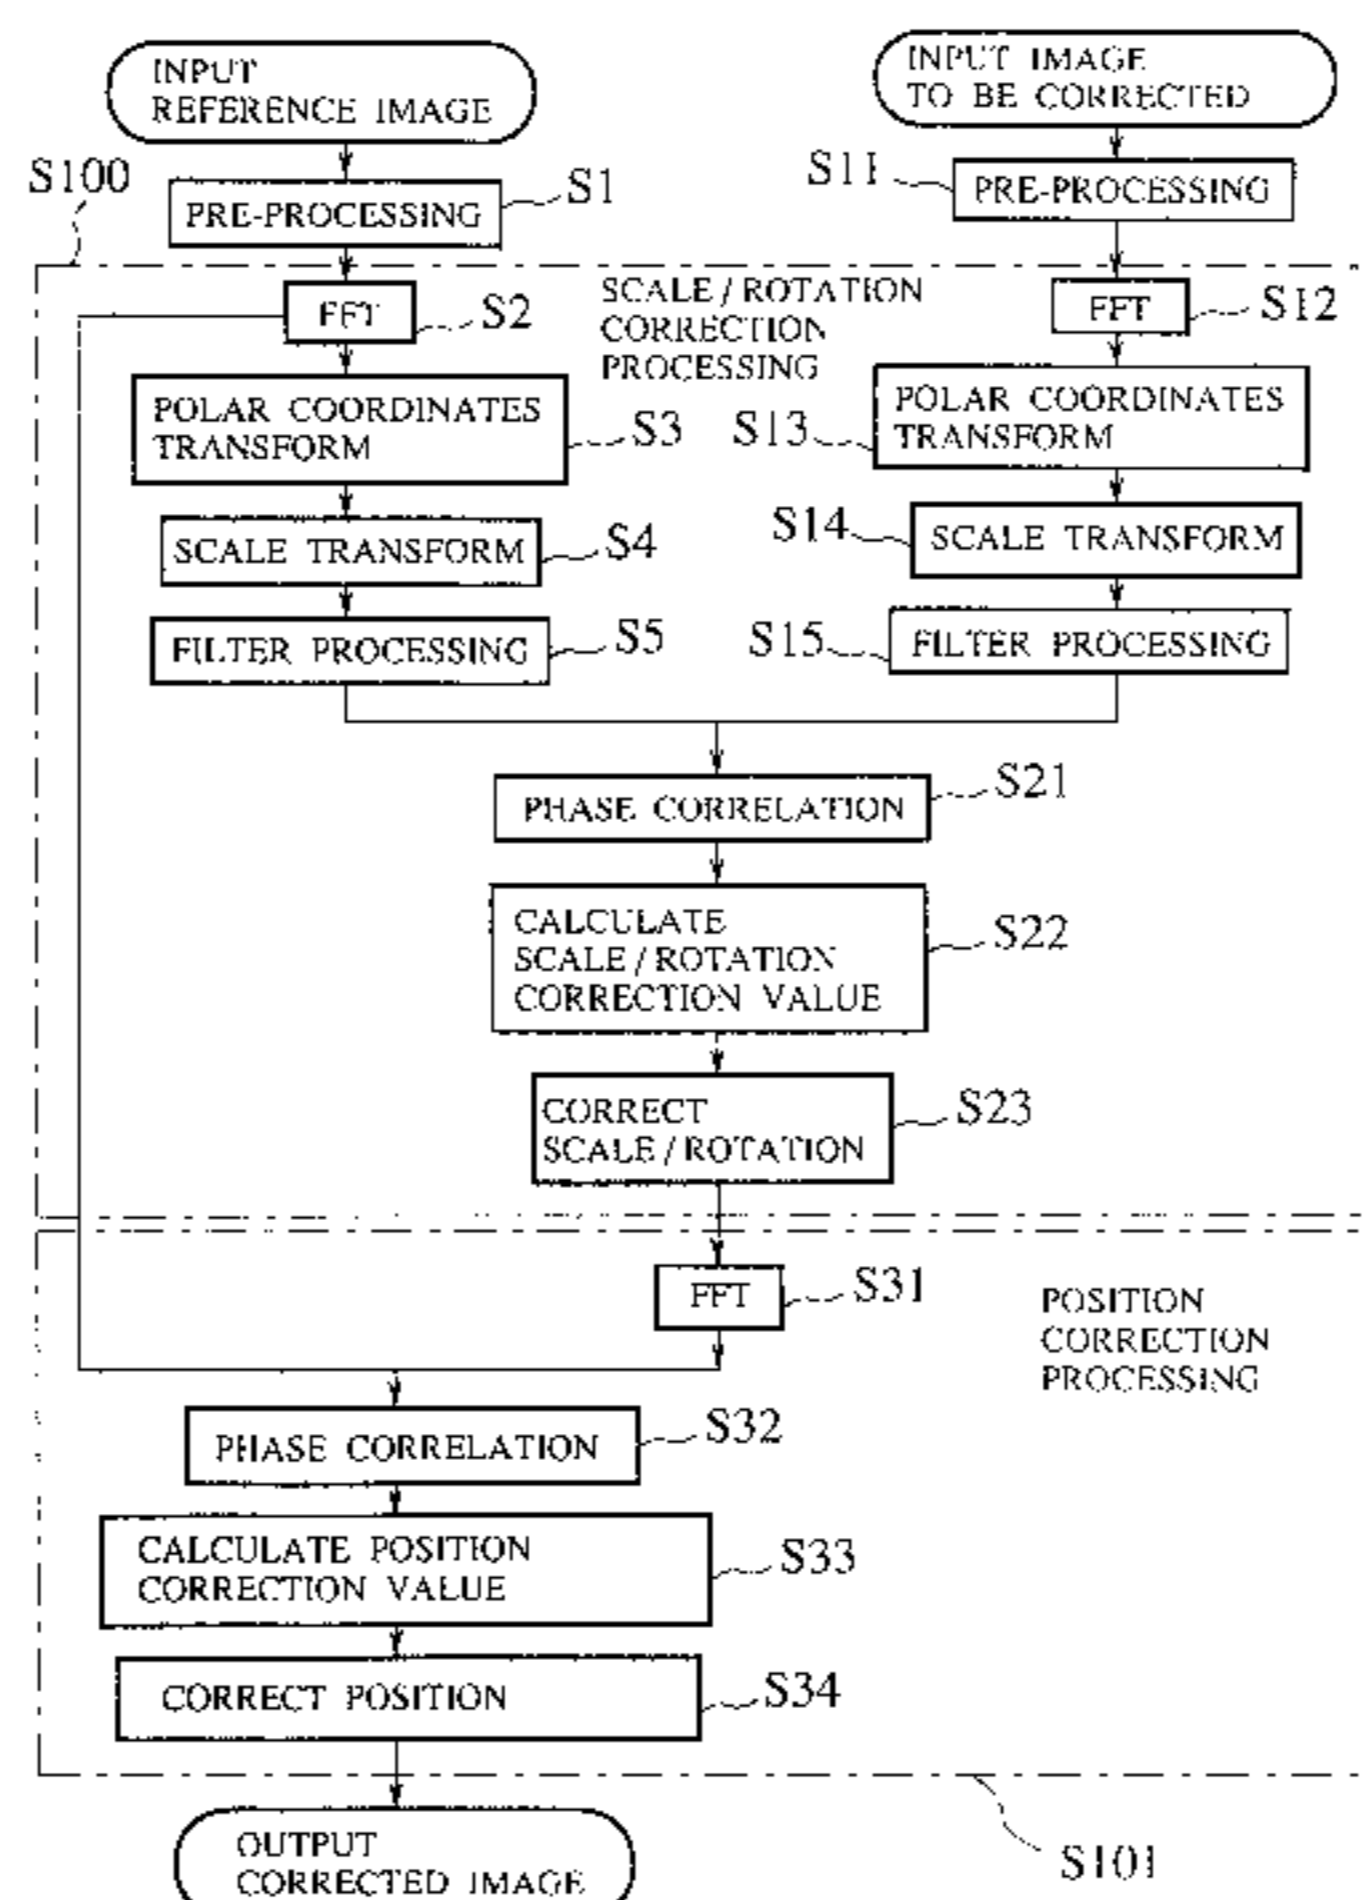 INPUT
REFERENCE IMAGE
INPUT IMAGE
TO BE CORRECTED
S100
PRE-PROCESSING
S1
S11
PRE-PROCESSING
FFT
S2
SCALE/ROTATION
CORRECTION
PROCESSING
FFT
S12
POLAR COORDINATES
TRANSFORM
S3
S13
POLAR COORDINATES
TRANSFORM
SCALE TRANSFORM
S4
S14
SCALE TRANSFORM
FILTER PROCESSING
S5
S15
FILTER PROCESSING
PHASE CORRELATION
S21
CALCULATE
SCALE/ROTATION
CORRECTION VALUE
S22
CORRECT
SCALE/ROTATION
S23
FFT
S31
POSITION
CORRECTION
PROCESSING
PHASE CORRELATION
S32
CALCULATE POSITION
CORRECTION VALUE
S33
CORRECT POSITION
S34
OUTPUT
CORRECTED IMAGE
S101